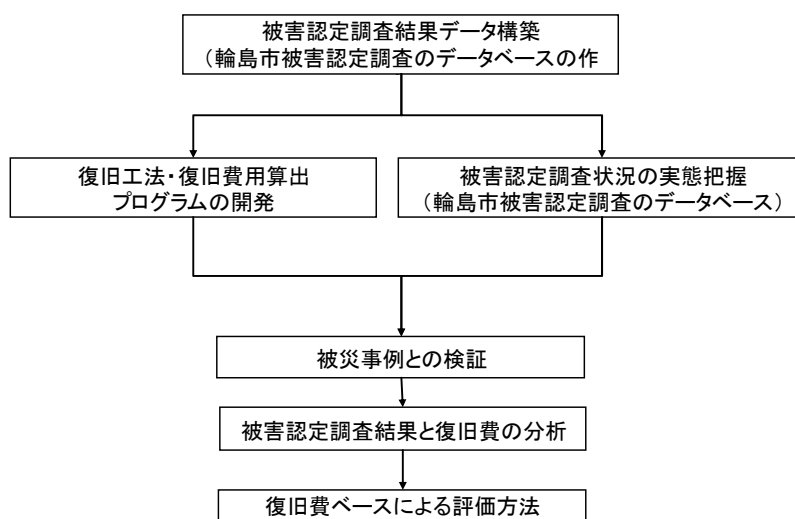 被害認定調査結果データ構築
(輪島市被害認定調査のデータベースの作
復旧工法・復旧費用算出
プログラムの開発
被害認定調査状況の実態把握
(輪島市被害認定調査のデータベース)
被災事例との検証
被害認定調査結果と復旧費の分析
復旧費ベースによる評価方法